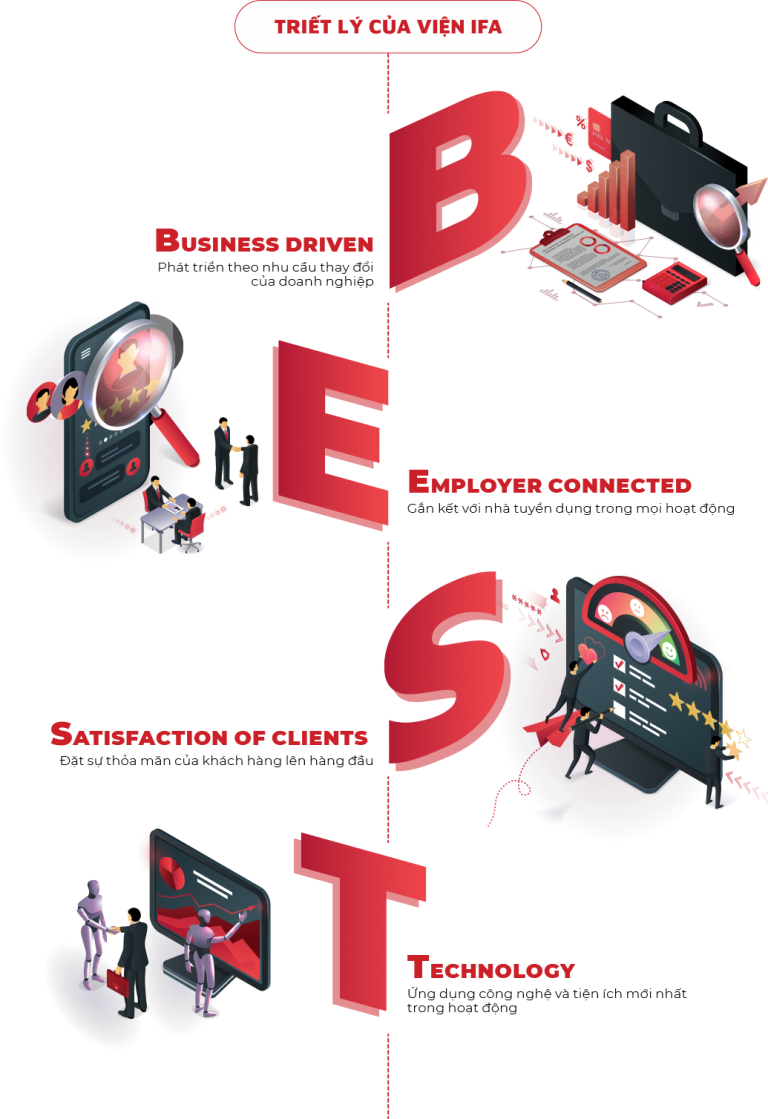 TRIẾT LÝ CỦA VIỆN IFA
B
BUSINESS DRIVEN
Phát triển theo nhu cầu thay đổi
của doanh nghiệp
E
EMPLOYER CONNECTED
Gắn kết với nhà tuyển dụng trong mọi hoạt động
S
SATISFACTION OF CLIENTS
Đặt sự thỏa mãn của khách hàng lên hàng đầu
T
TECHNOLOGY
Ứng dụng công nghệ và tiện ích mới nhất
trong hoạt động